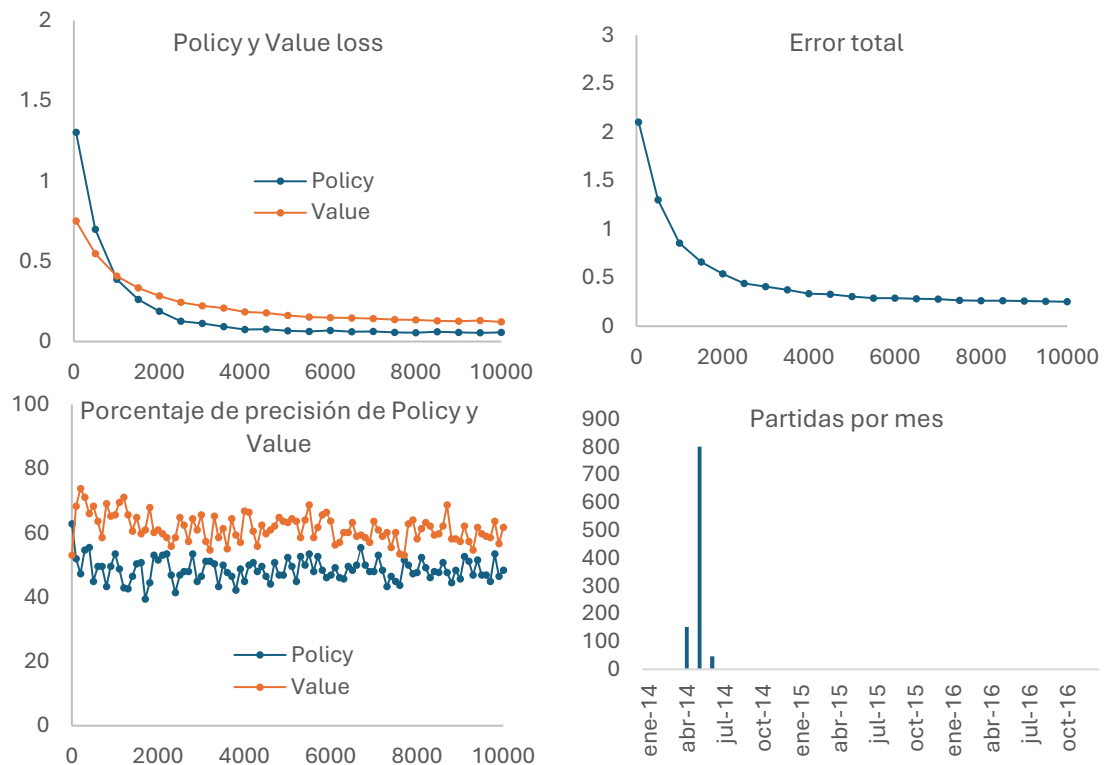 Policy y Value loss
2
1.5
1
0.5
0
Policy
Value
0 2000 4000 6000 8000 10000
Error total
3
2.5
2
1.5
1
0.5
0
0 2000 4000 6000 8000 10000
Porcentaje de precisión de Policy y
Value
100
80
60
40
20
0
Policy
Value
0 2000 4000 6000 8000 10000
Partidas por mes
900
800
700
600
500
400
300
200
100
0
ene-14
abr-14
jul-14
oct-14
ene-15
abr-15
jul-15
oct-15
ene-16
abr-16
jul-16
oct-16